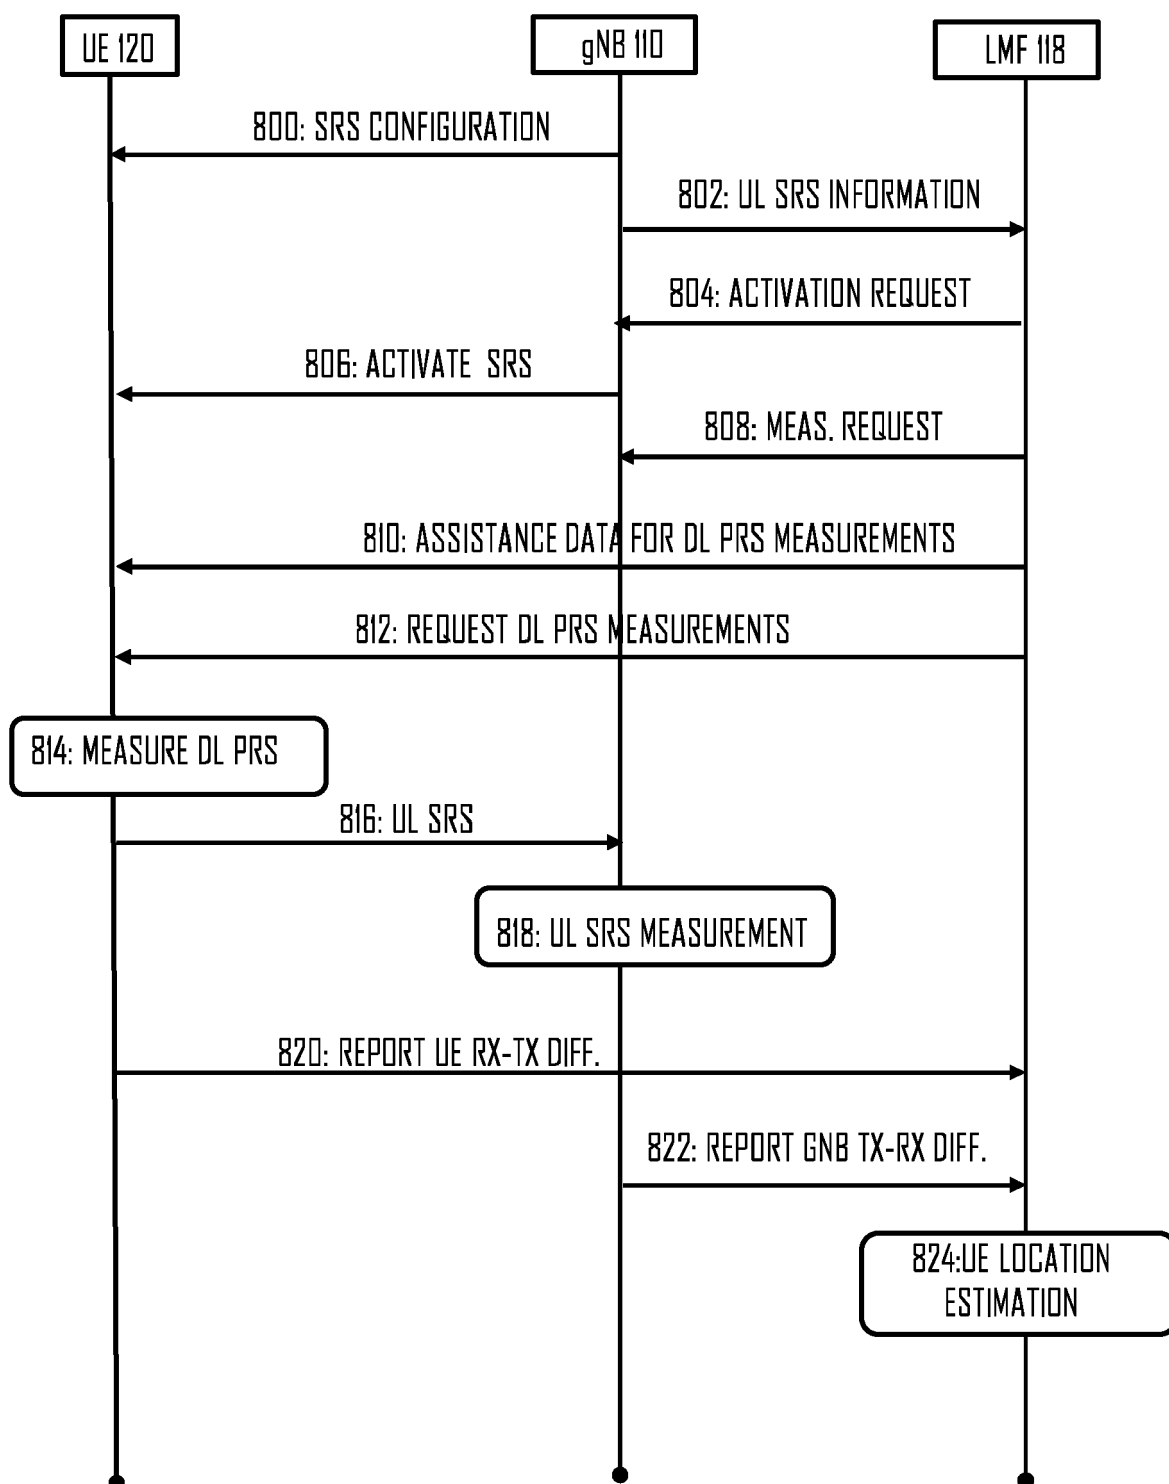 UE 120
gNB 110
LMF 118
800: SRS CONFIGURATION
802: UL SRS INFORMATION
804: ACTIVATION REQUEST
806: ACTIVATE SRS
808: MEAS. REQUEST
810: ASSISTANCE DATA FOR DL PRS MEASUREMENTS
812: REQUEST DL PRS MEASUREMENTS
814: MEASURE DL PRS
816: UL SRS
818: UL SRS MEASUREMENT
820: REPORT UE RX-TX DIFF.
822: REPORT GNB TX-RX DIFF.
824:UE LOCATION
ESTIMATION